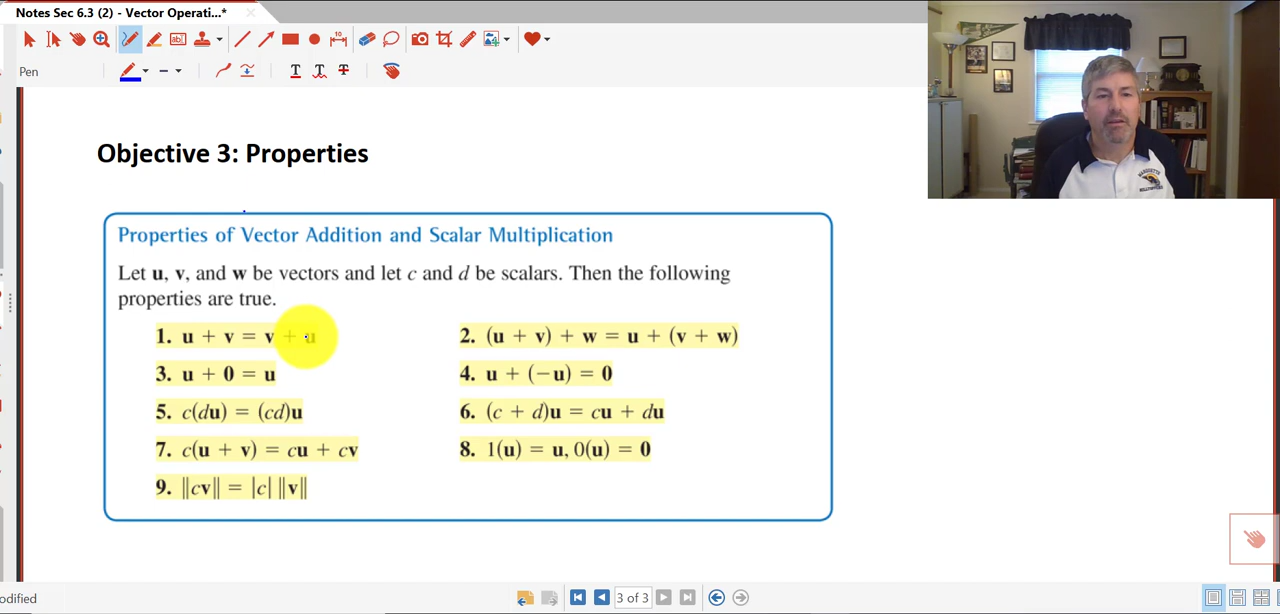 Notes Sec 6.3 (2) - Vector Operati...*
Pen
Objective 3: Properties
Properties of Vector Addition and Scalar Multiplication
Let u, v, and w be vectors and let c and d be scalars. Then the following
properties are true.
1. u + v = v + u
2. (u + v) + w = u + (v + w)
3. u + 0 = u
4. u + (−u) = 0
5. c(du) = (cd)u
6. (c + d)u = cu + du
7. c(u + v) = cu + cv
8. 1(u) = u, 0(u) = 0
9. ‖cv‖ = |c| ‖v‖
odified
3 of 3